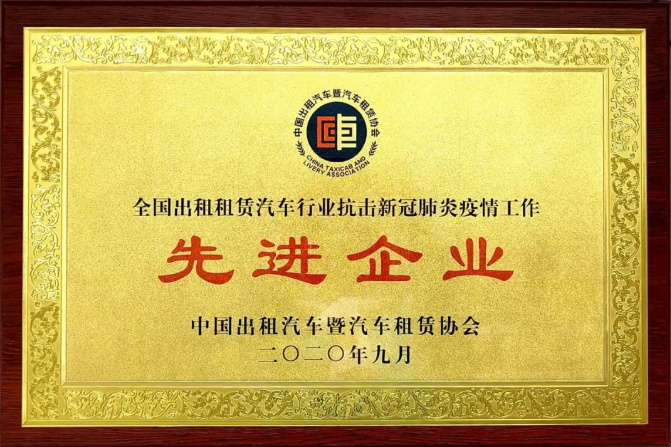 中国出租汽车暨汽车租赁协会
CHINA TAXICAB AND
LIVERY ASSOCIATION
全国出租租赁汽车行业抗击新冠肺炎疫情工作
先进企业
中国出租汽车暨汽车租赁协会
二〇二〇年九月